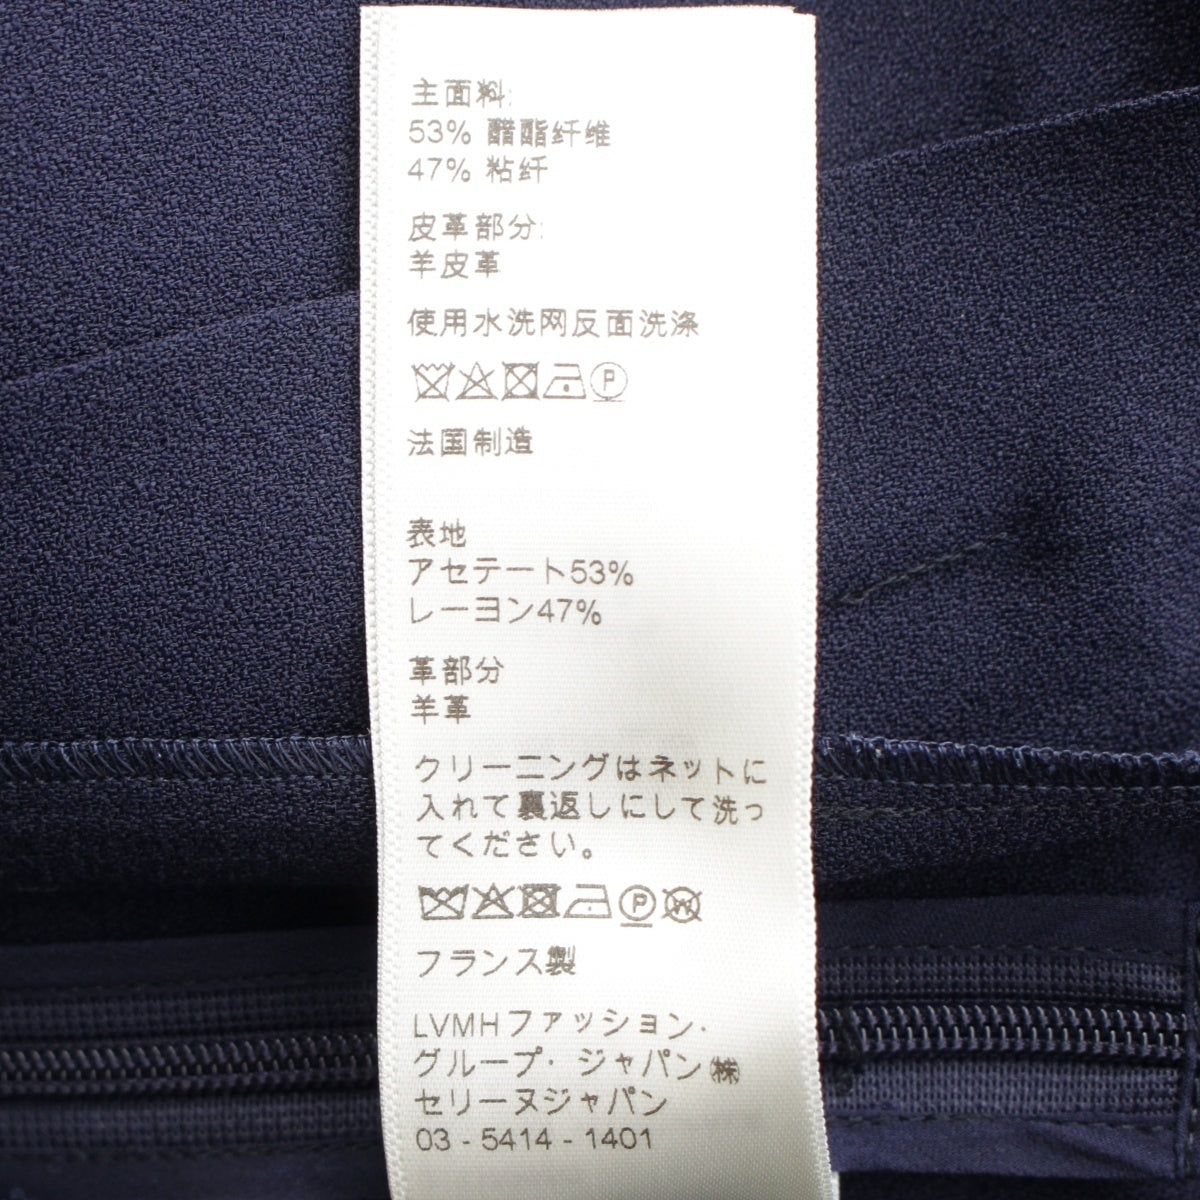 主面料:
53% 醋酯纤维
47% 粘纤
皮革部分:
羊皮革
使用水洗网反面洗涤
P
法国制造
表地
アセテート53%
レーヨン47%
革部分
羊革
クリーニングはネットに
入れて裏返しにして洗っ
てください。
P W
フランス製
LVMHファッション・
グループ・ジャパン㈱
セリーヌジャパン
03 - 5414 - 1401